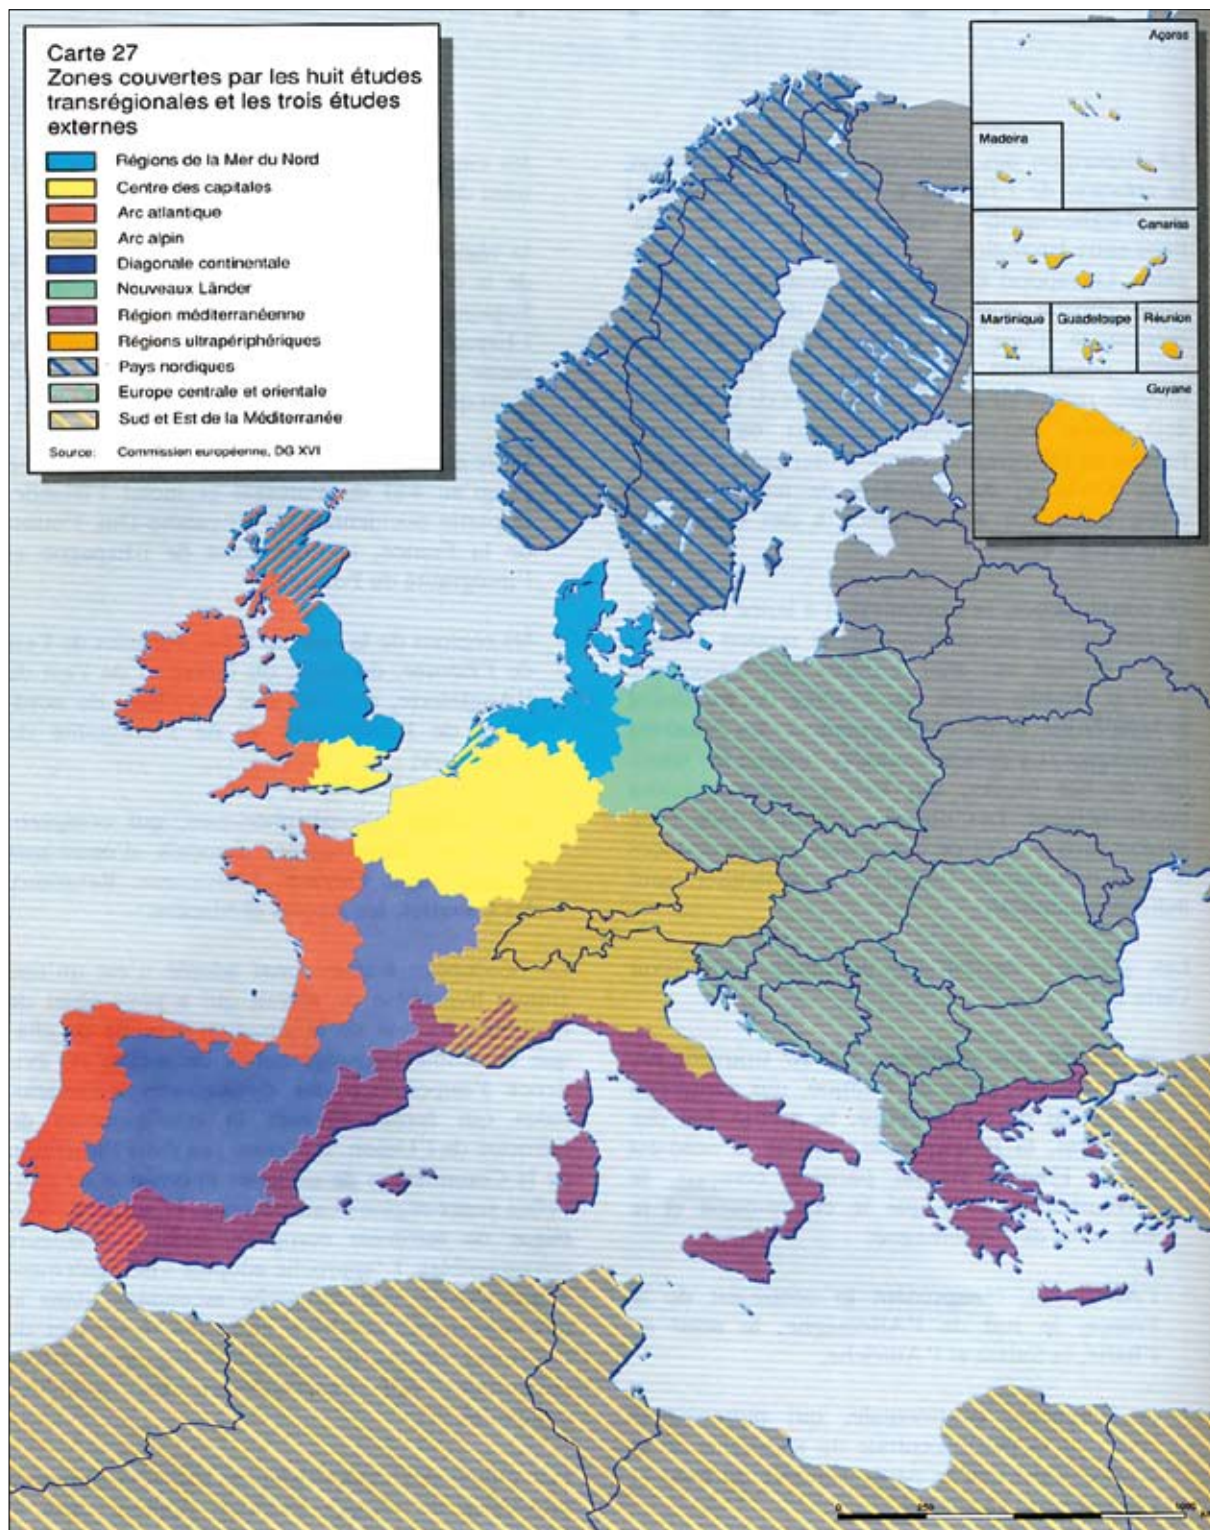 Carte 27
Zones couvertes par les huit études
transrégionales et les trois études
externes
Régions de la Mer du Nord
Centre des capitales
Arc atlantique
Arc alpin
Diagonale continentale
Nouveaux Länder
Région méditerranéenne
Régions ultrapériphériques
Pays nordiques
Europe centrale et orientale
Sud et Est de la Méditerranée
Source: Commission européenne, DG XVI
Açores
Madeira
Canarias
Martinique
Guadeloupe
Réunion
Guyane
0 250